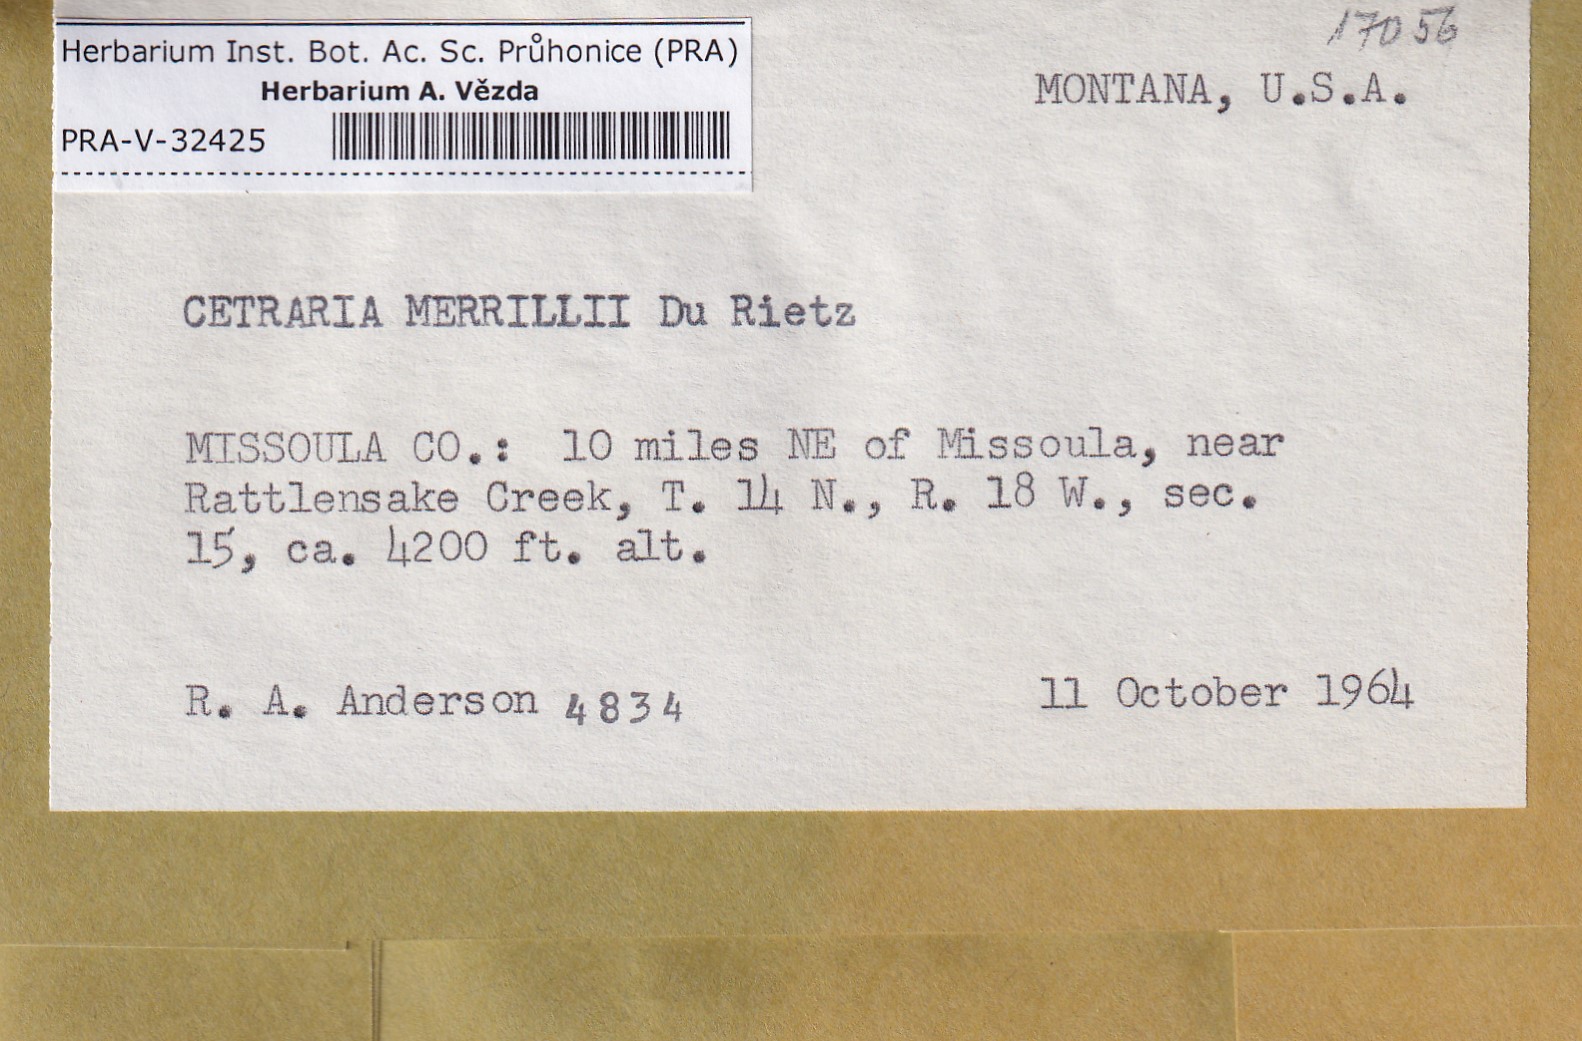 17056
Herbarium Inst. Bot. Ac. Sc. Průhonice (PRA)
Herbarium A. Vězda
PRA-V-32425
MONTANA, U.S.A.
CETRARIA MERRILLII Du Rietz
MISSOULA CO.: 10 miles NE of Missoula, near
Rattlensake Creek, T. 14 N., R. 18 W., sec.
15, ca. 4200 ft. alt.
R. A. Anderson 4834
11 October 1964